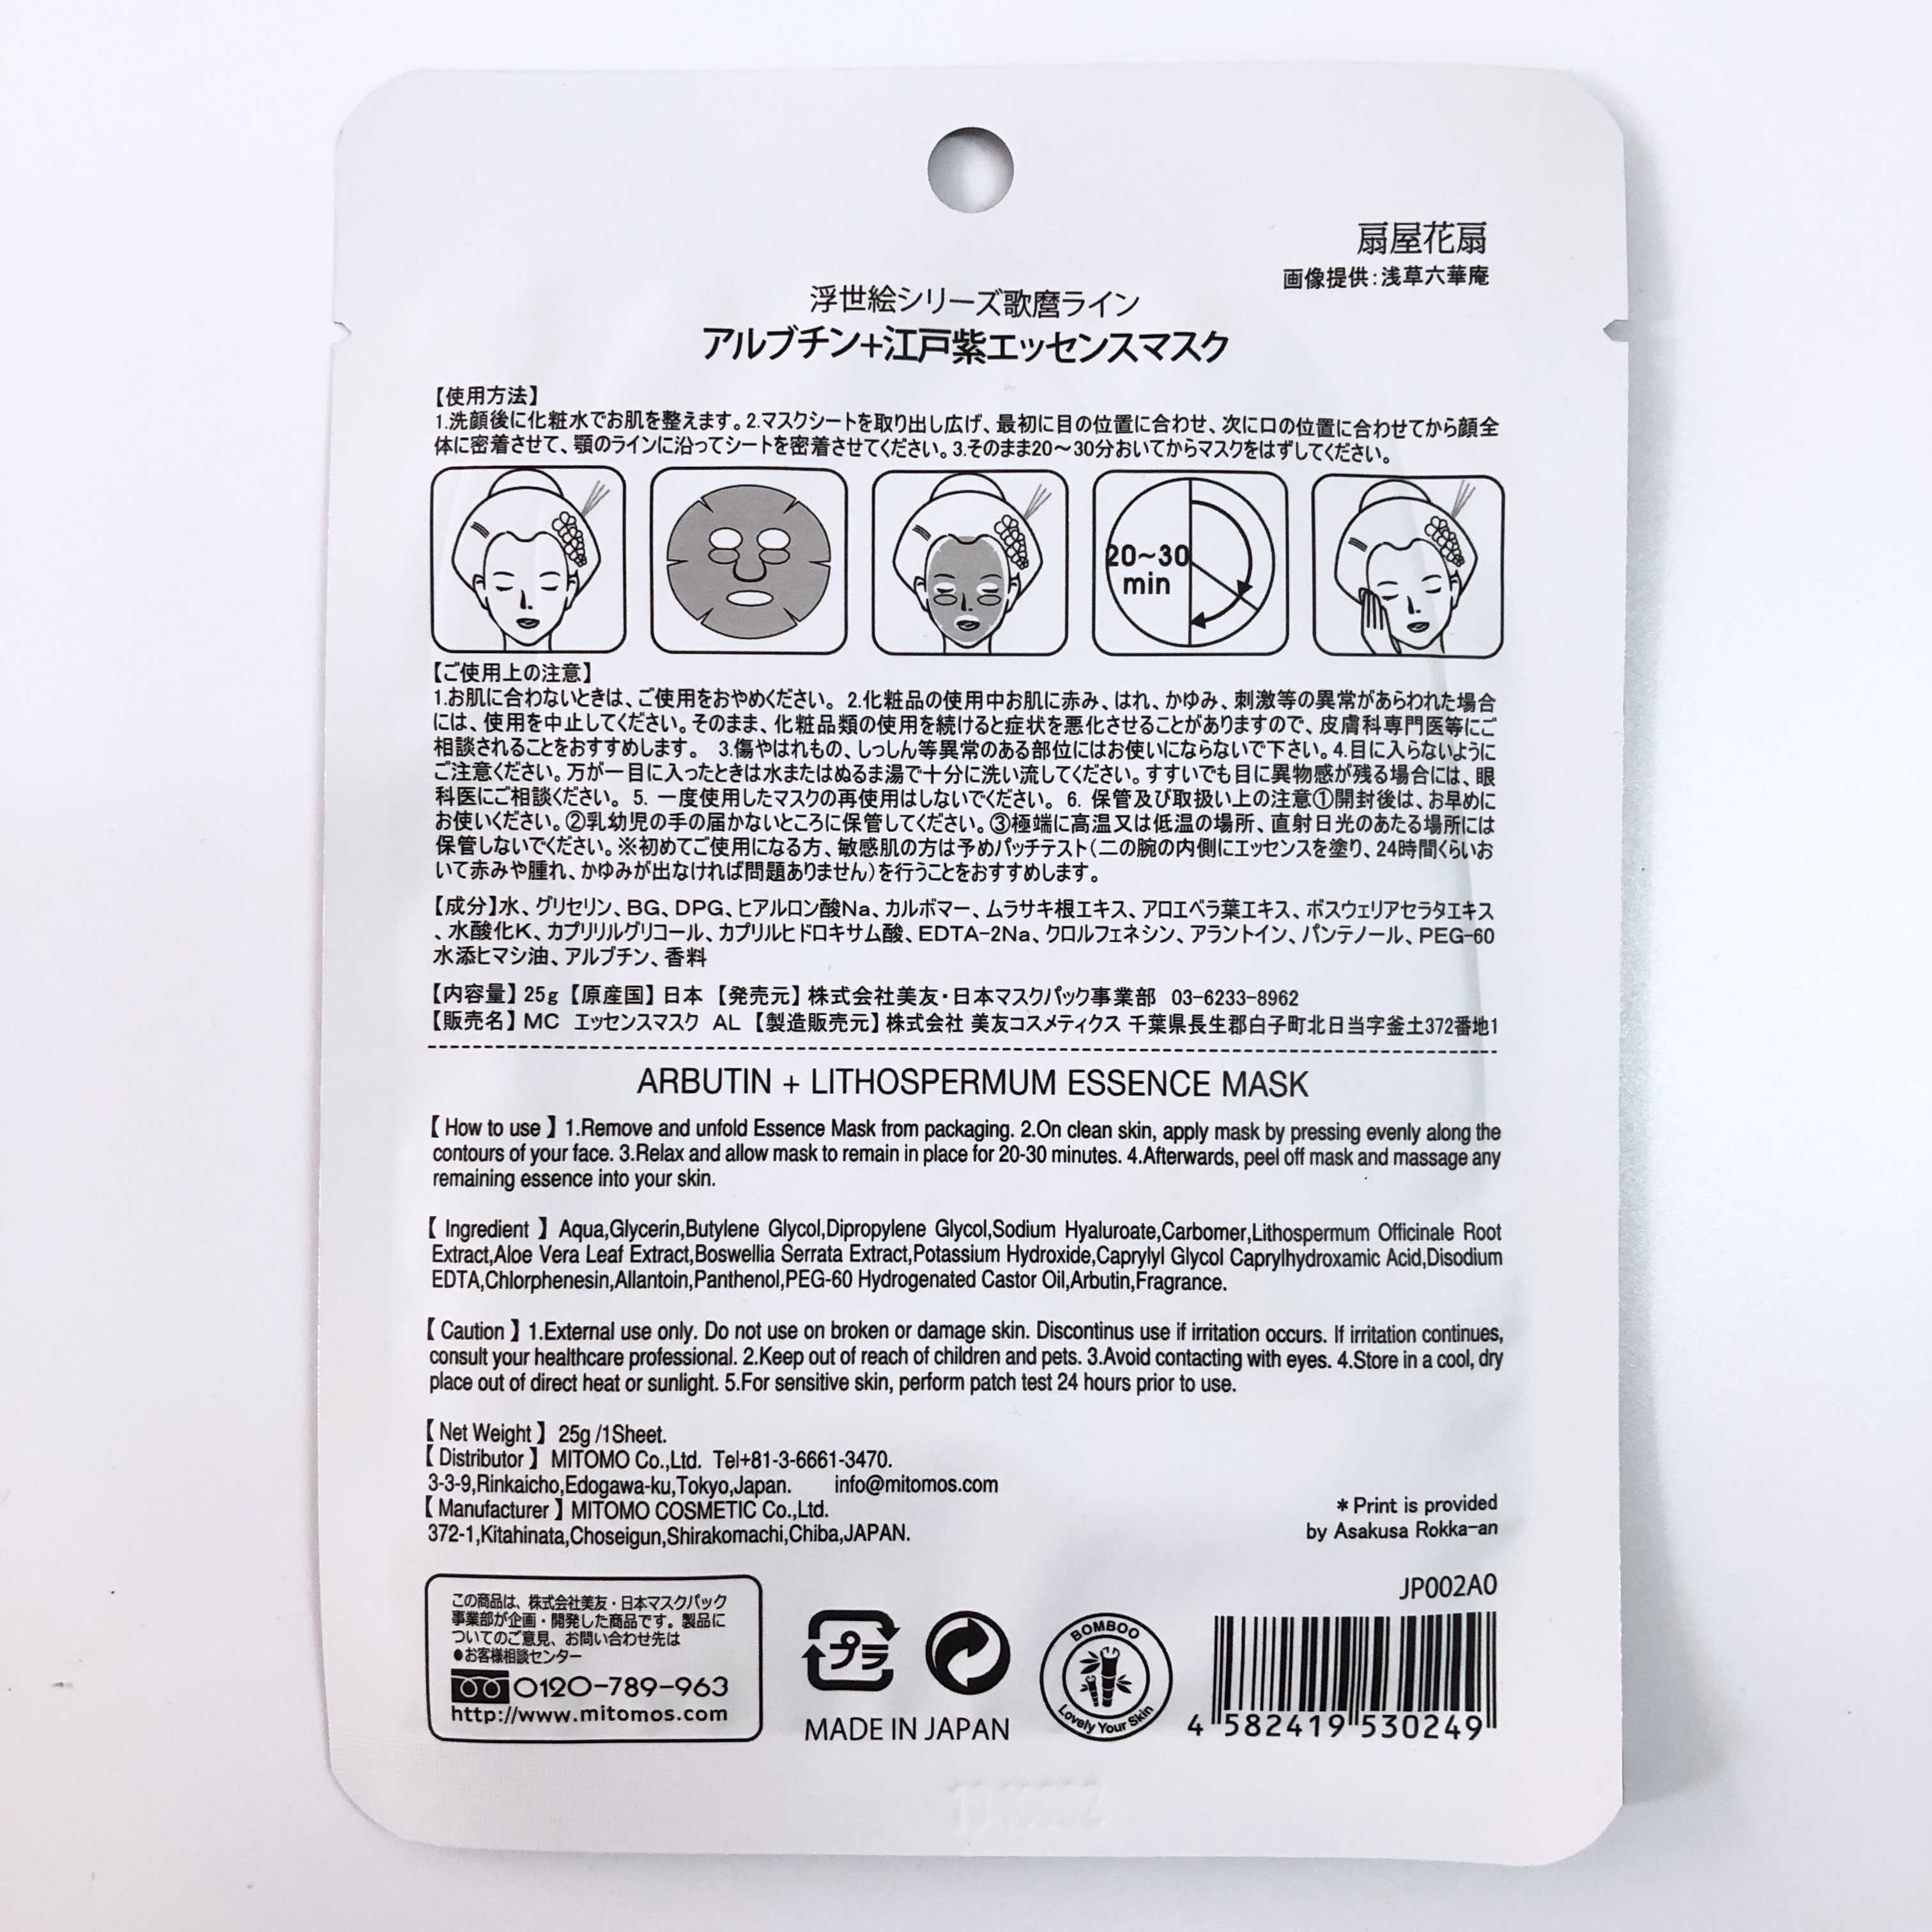 扇屋花扇
画像提供:浅草六華庵
浮世絵シリーズ歌麿ライン
アルブチン+江戸紫エッセンスマスク
【使用方法】
1.洗顔後に化粧水でお肌を整えます。2.マスクシートを取り出し広げ、最初に目の位置に合わせ、次に口の位置に合わせてから顔全
体に密着させて、顎のラインに沿ってシートを密着させてください。3.そのまま20〜30分おいてからマスクをはずしてください。
20~30
min
【ご使用上の注意】
1.お肌に合わないときは、ご使用をおやめください。 2.化粧品の使用中お肌に赤み、はれ、かゆみ、刺激等の異常があらわれた場合
には、使用を中止してください。そのまま、化粧品類の使用を続けると症状を悪化させることがありますので、皮膚科専門医等にご
相談されることをおすすめします。 3.傷やはれもの、しっしん等異常のある部位にはお使いにならないで下さい。4.目に入らないように
ご注意ください。万が一目に入ったときは水またはぬるま湯で十分に洗い流してください。すすいでも目に異物感が残る場合には、眼
科医にご相談ください。 5. 一度使用したマスクの再使用はしないでください。 6. 保管及び取扱い上の注意①開封後は、お早めに
お使いください。②乳幼児の手の届かないところに保管してください。③極端に高温又は低温の場所、直射日光のあたる場所には
保管しないでください。※初めてご使用になる方、敏感肌の方は予めパッチテスト(二の腕の内側にエッセンスを塗り、24時間くらいお
いて赤みや腫れ、かゆみが出なければ問題ありません)を行うことをおすすめします。
【成分】水、グリセリン、BG、DPG、ヒアルロン酸Na、カルボマー、ムラサキ根エキス、アロエベラ葉エキス、ボスウェリアセラタエキス
、水酸化K、カプリリルグリコール、カプリルヒドロキサム酸、EDTA-2Na、クロルフェネシン、アラントイン、パンテノール、PEG-60
水添ヒマシ油、アルブチン、香料
【内容量】25g【原産国】日本 【発売元】株式会社美友・日本マスクパック事業部 03-6233-8962
【販売名】MC エッセンスマスク AL【製造販売元】株式会社 美友コスメティクス 千葉県長生郡白子町北日当字釜土372番地1
ARBUTIN + LITHOSPERMUM ESSENCE MASK
【How to use】1.Remove and unfold Essence Mask from packaging. 2.On clean skin, apply mask by pressing evenly along the
contours of your face. 3.Relax and allow mask to remain in place for 20-30 minutes. 4.Afterwards, peel off mask and massage any
remaining essence into your skin.
【Ingredient】Aqua,Glycerin,Butylene Glycol,Dipropylene Glycol,Sodium Hyaluroate,Carbomer,Lithospermum Officinale Root
Extract,Aloe Vera Leaf Extract,Boswellia Serrata Extract,Potassium Hydroxide,Caprylyl Glycol Caprylhydroxamic Acid,Disodium
EDTA,Chlorphenesin,Allantoin,Panthenol,PEG-60 Hydrogenated Castor Oil,Arbutin,Fragrance.
【Caution】1.External use only. Do not use on broken or damage skin. Discontinus use if irritation occurs. If irritation continues,
consult your healthcare professional. 2.Keep out of reach of children and pets. 3.Avoid contacting with eyes. 4.Store in a cool, dry
place out of direct heat or sunlight. 5.For sensitive skin, perform patch test 24 hours prior to use.
【Net Weight】 25g /1Sheet.
【Distributor】 MITOMO Co.,Ltd. Tel+81-3-6661-3470.
3-3-9,Rinkaicho,Edogawa-ku,Tokyo,Japan. info@mitomos.com
【Manufacturer】MITOMO COSMETIC Co.,Ltd.
372-1,Kitahinata,Choseigun,Shirakomachi,Chiba,JAPAN.
*Print is provided
by Asakusa Rokka-an
この商品は、株式会社美友・日本マスクパック
事業部が企画・開発した商品です。製品に
ついてのご意見、お問い合わせ先は
●お客様相談センター
0120-789-963
http://www.mitomos.com
プラ
MADE IN JAPAN
BOMBOO
Lovely Your Skin
JP002A0
4 582419 530249